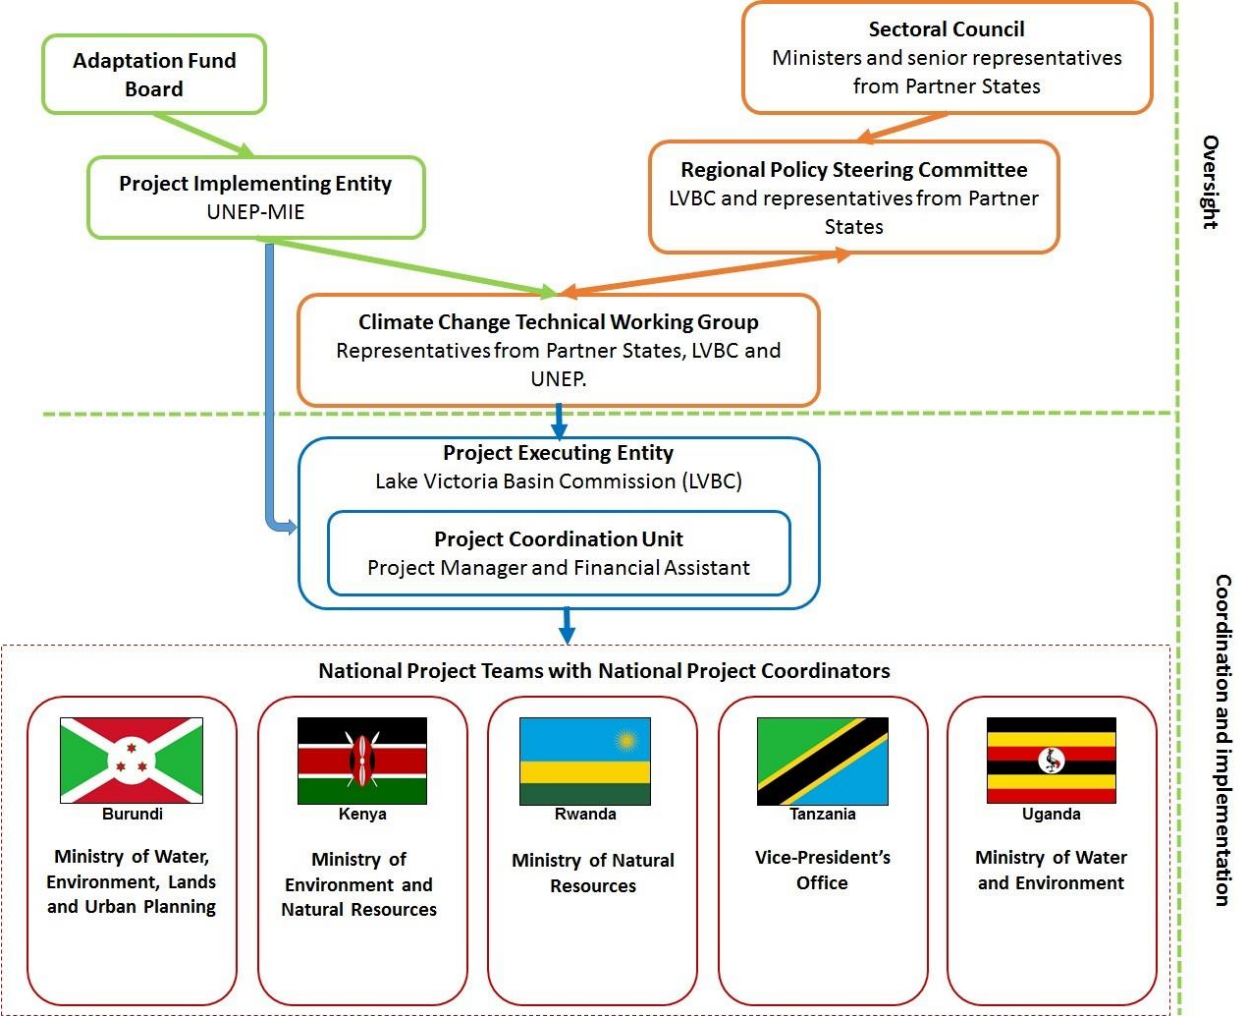 Adaptation Fund
Board
Sectoral Council
Ministers and senior representatives
from Partner States
Project Implementing Entity
UNEP-MIE
Regional Policy Steering Committee
LVBC and representatives from Partner
States
Oversight
Climate Change Technical Working Group
Representatives from Partner States, LVBC and
UNEP.
Project Executing Entity
Lake Victoria Basin Commission (LVBC)
Project Coordination Unit
Project Manager and Financial Assistant
Coordination and implementation
National Project Teams with National Project Coordinators
Burundi
Ministry of Water,
Environment, Lands
and Urban Planning
Kenya
Ministry of
Environment and
Natural Resources
Rwanda
Ministry of Natural
Resources
Tanzania
Vice-President’s
Office
Uganda
Ministry of Water
and Environment